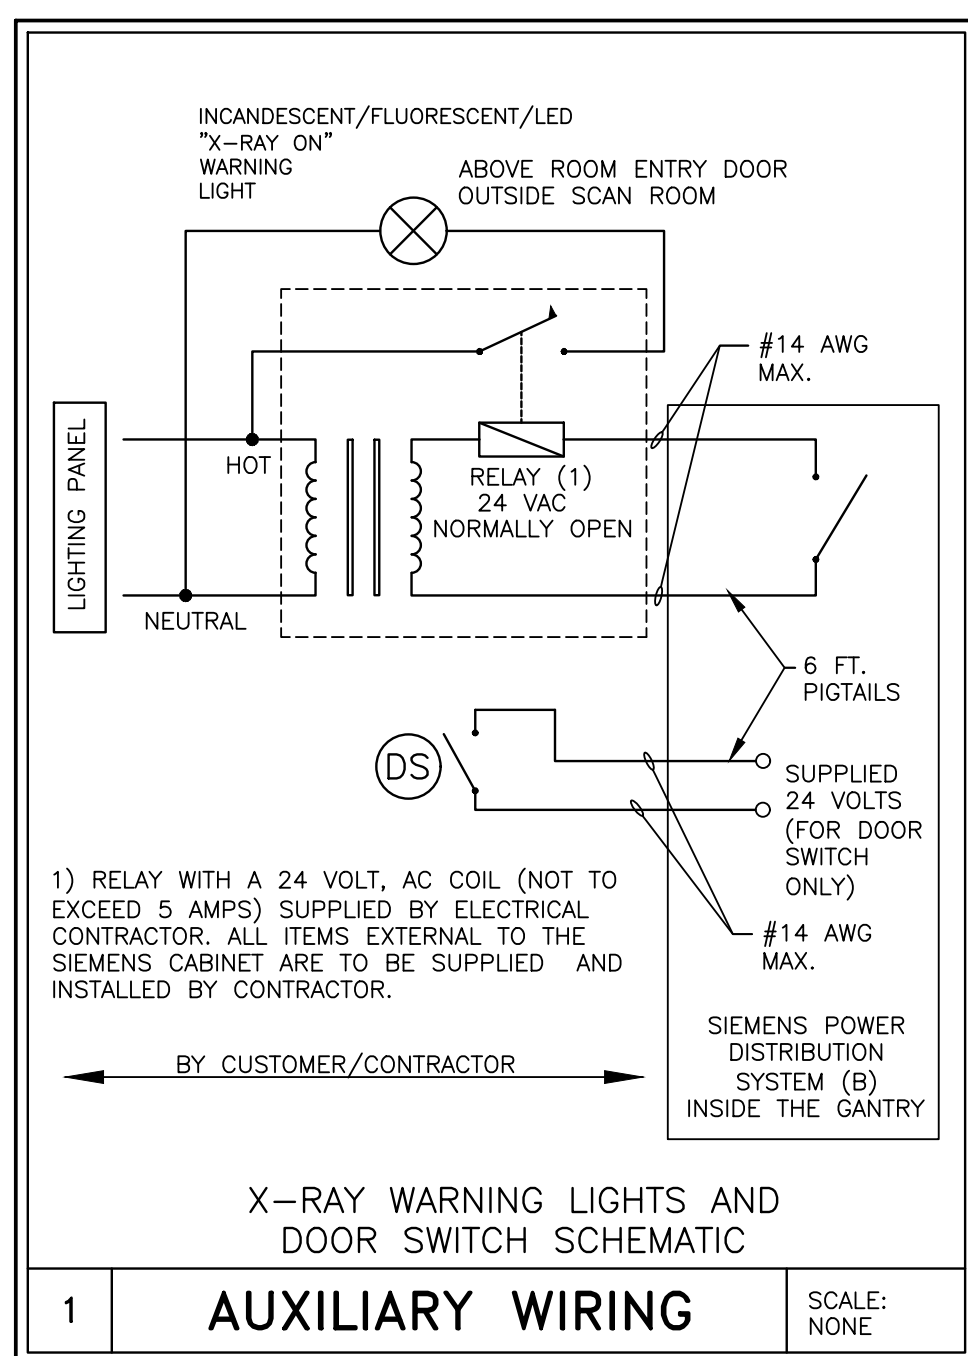 INCANDESCENT/FLUORESCENT/LED
"X-RAY ON"
WARNING
LIGHT
ABOVE ROOM ENTRY DOOR
OUTSIDE SCAN ROOM
#14 AWG
MAX.
LIGHTING PANEL
HOT
RELAY (1)
24 VAC
NORMALLY OPEN
NEUTRAL
6 FT.
PIGTAILS
DS
SUPPLIED
24 VOLTS
(FOR DOOR
SWITCH
ONLY)
1) RELAY WITH A 24 VOLT, AC COIL (NOT TO
EXCEED 5 AMPS) SUPPLIED BY ELECTRICAL
CONTRACTOR. ALL ITEMS EXTERNAL TO THE
SIEMENS CABINET ARE TO BE SUPPLIED AND
INSTALLED BY CONTRACTOR.
#14 AWG
MAX.
SIEMENS POWER
DISTRIBUTION
SYSTEM (B)
INSIDE THE GANTRY
BY CUSTOMER/CONTRACTOR
X-RAY WARNING LIGHTS AND
DOOR SWITCH SCHEMATIC
1
AUXILIARY WIRING
SCALE:
NONE